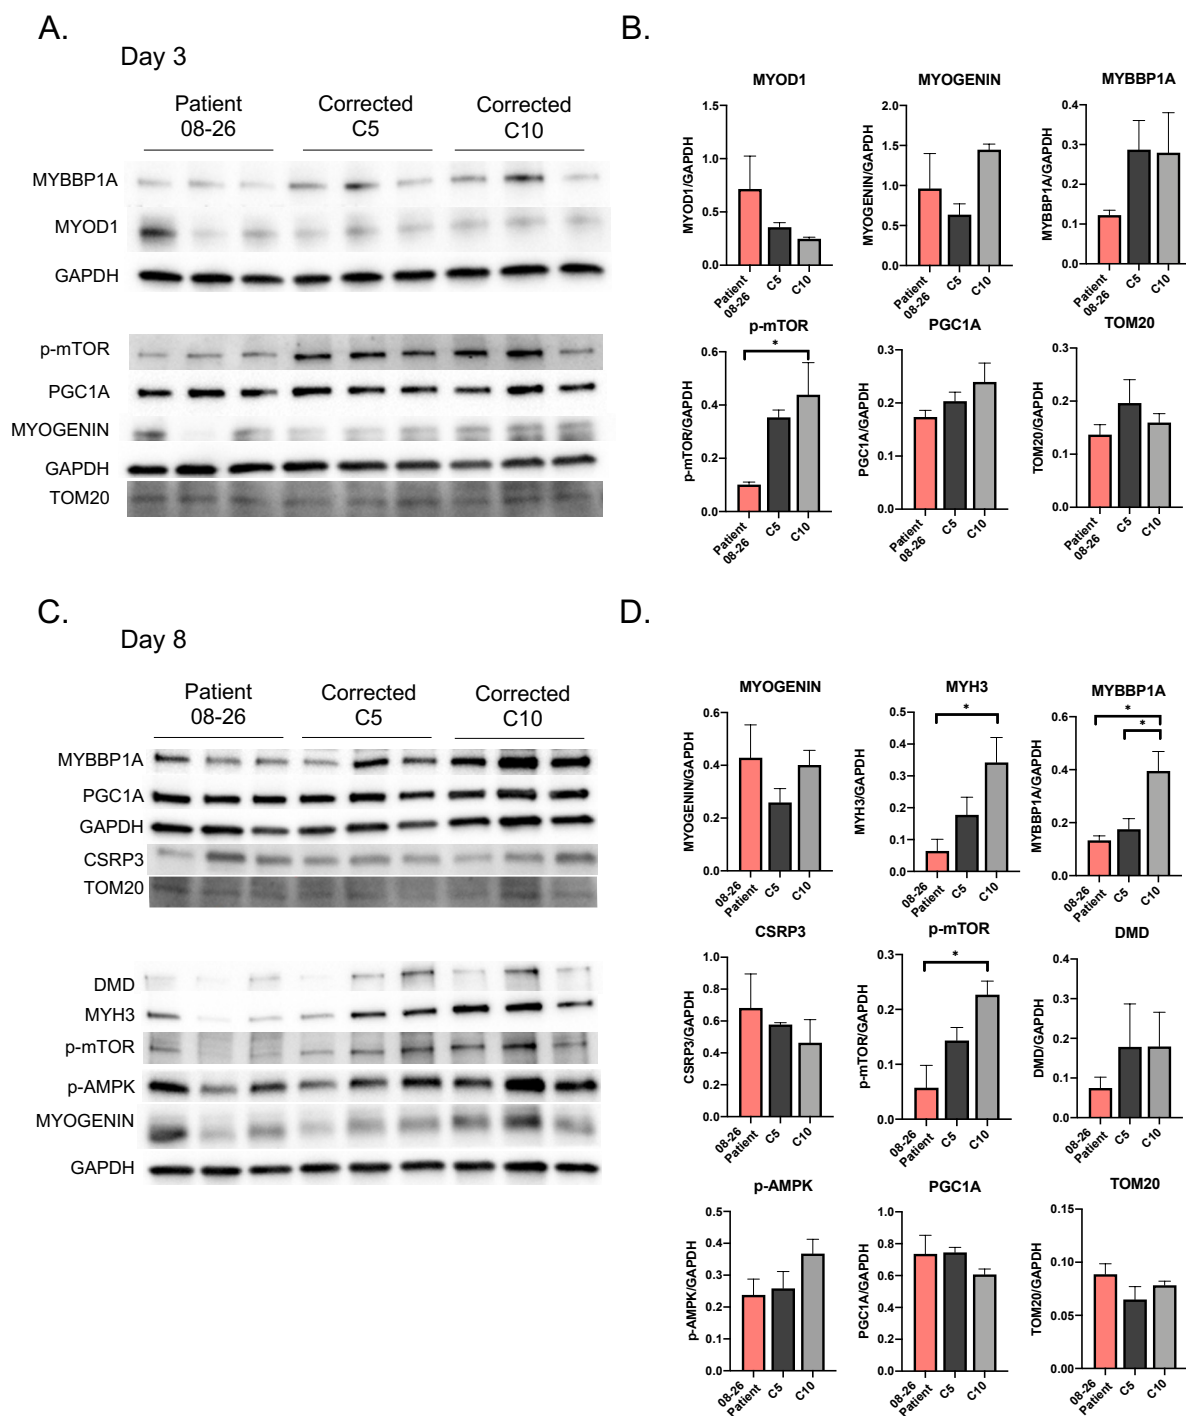 A.
Day 3
Patient
08-26
Corrected
C5
Corrected
C10
MYBBP1A
MYOD1
GAPDH
p-mTOR
PGC1A
MYOGENIN
GAPDH
TOM20
B.
MYOD1
MYOD1/GAPDH
1.5
1.0
0.5
0.0
Patient
08-26
C5
C10
MYOGENIN
MYOGENIN/GAPDH
2.0
1.5
1.0
0.5
0.0
Patient
08-26
C5
C10
MYBBP1A
MYBBP1A/GAPDH
0.4
0.3
0.2
0.1
0.0
Patient
08-26
C5
C10
p-mTOR
*
p-mTOR/GAPDH
0.6
0.4
0.2
0.0
Patient
08-26
C5
C10
PGC1A
PGC1A/GAPDH
0.3
0.2
0.1
0.0
Patient
08-26
C5
C10
TOM20
TOM20/GAPDH
0.3
0.2
0.1
0.0
Patient
08-26
C5
C10
C.
Day 8
Patient
08-26
Corrected
C5
Corrected
C10
MYBBP1A
PGC1A
GAPDH
CSRP3
TOM20
DMD
MYH3
p-mTOR
p-AMPK
MYOGENIN
GAPDH
D.
MYOGENIN
MYOGENIN/GAPDH
0.6
0.4
0.2
0.0
08-26
Patient
C5
C10
MYH3
*
MYH3/GAPDH
0.5
0.4
0.3
0.2
0.1
0.0
08-26
Patient
C5
C10
MYBBP1A
*
*
MYBBP1A/GAPDH
0.6
0.4
0.2
0.0
08-26
Patient
C5
C10
CSRP3
CSRP3/GAPDH
1.0
0.8
0.6
0.4
0.2
0.0
08-26
Patient
C5
C10
p-mTOR
*
p-mTOR/GAPDH
0.3
0.2
0.1
0.0
08-26
Patient
C5
C10
DMD
DMD/GAPDH
0.4
0.3
0.2
0.1
0.0
08-26
Patient
C5
C10
p-AMPK
p-AMPK/GAPDH
0.5
0.4
0.3
0.2
0.1
0.0
08-26
Patient
C5
C10
PGC1A
PGC1A/GAPDH
1.0
0.8
0.6
0.4
0.2
0.0
08-26
Patient
C5
C10
TOM20
TOM20/GAPDH
0.15
0.10
0.05
0.00
08-26
Patient
C5
C10